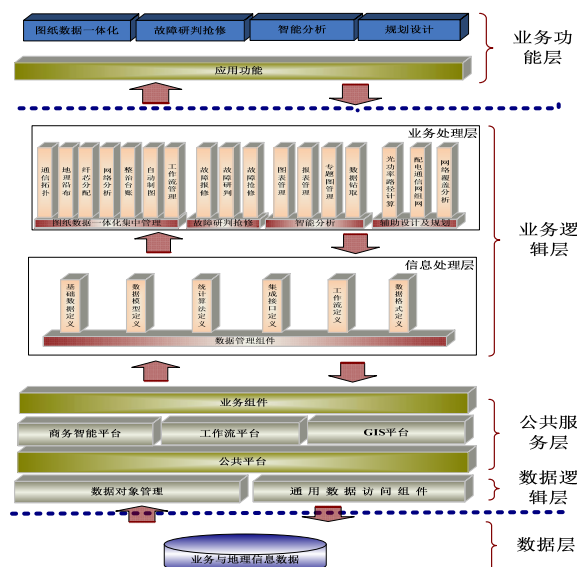 图纸数据一体化
故障研判抢修
智能分析
规划设计
业务功能层
应用功能
业务处理层
通信拓扑
地理沿布
纤芯分配
网络分析
整治台账
自动制图
工作流管理
故障报修
故障研判
故障抢修
图表管理
报表管理
专题图管理
数据钻取
光功率路径计算
配电通信网组网
网络覆盖分析
图纸数据一体化集中管理
故障研判抢修
智能分析
辅助设计及规划
业务逻辑层
信息处理层
基础数据定义
数据模型定义
统计算法定义
集成接口定义
工作流定义
数据格式定义
数据管理组件
业务组件
商务智能平台
工作流平台
GIS平台
公共服务层
公共平台
数据对象管理
通用数据访问组件
数据逻辑层
业务与地理信息数据
数据层